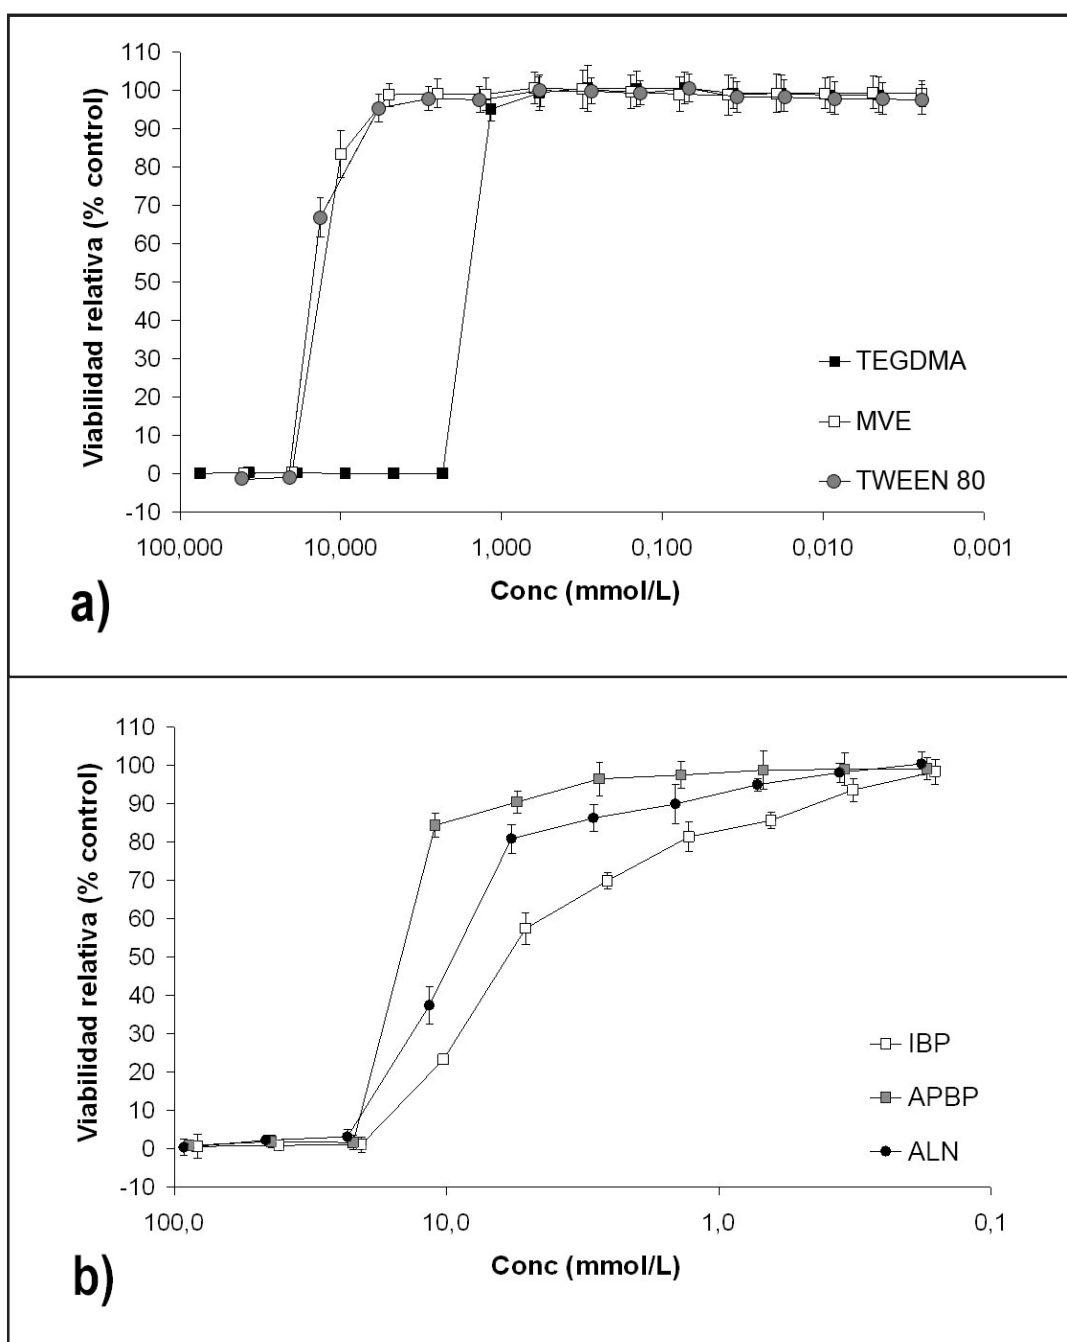 110
100
90
80
70
60
50
40
30
20
10
0
-10
Viabilidad relativa (% control)
TEGDMA
MVE
TWEEN 80
100,000 10,000 1,000 0,100 0,010 0,001
Conc (mmol/L)
a)
110
100
90
80
70
60
50
40
30
20
10
0
-10
Viabilidad relativa (% control)
IBP
APBP
ALN
100,0 10,0 1,0 0,1
Conc (mmol/L)
b)